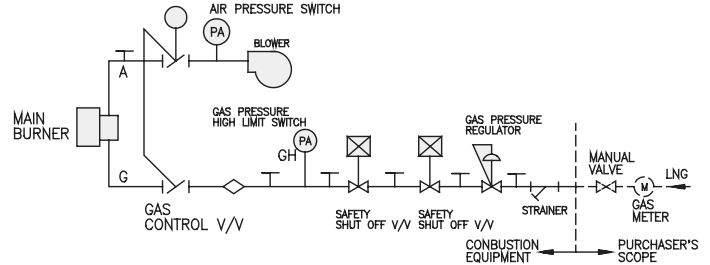 AIR PRESSURE SWITCH
PA
BLOWER
A
MAIN
BURNER
GAS PRESSURE
HIGH LIMIT SWITCH
PA
GH
GAS PRESSURE
REGULATOR
MANUAL
VALVE
LNG
M
GAS
METER
G
GAS
CONTROL V/V
SAFETY
SHUT OFF V/V
SAFETY
SHUT OFF V/V
STRAINER
COMBUSTION
EQUIPMENT
PURCHASER'S
SCOPE